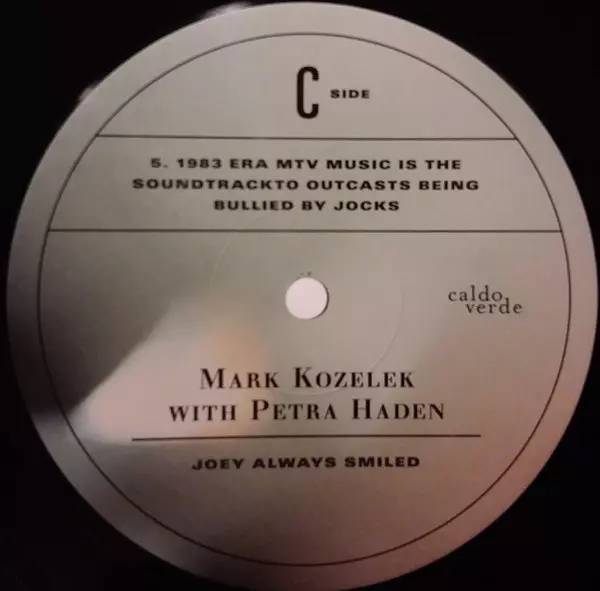 C SIDE
5. 1983 ERA MTV MUSIC IS THE
SOUNDTRACKTO OUTCASTS BEING
BULLIED BY JOCKS
caldo
verde
MARK KOZELEK
WITH PETRA HADEN
JOEY ALWAYS SMILED